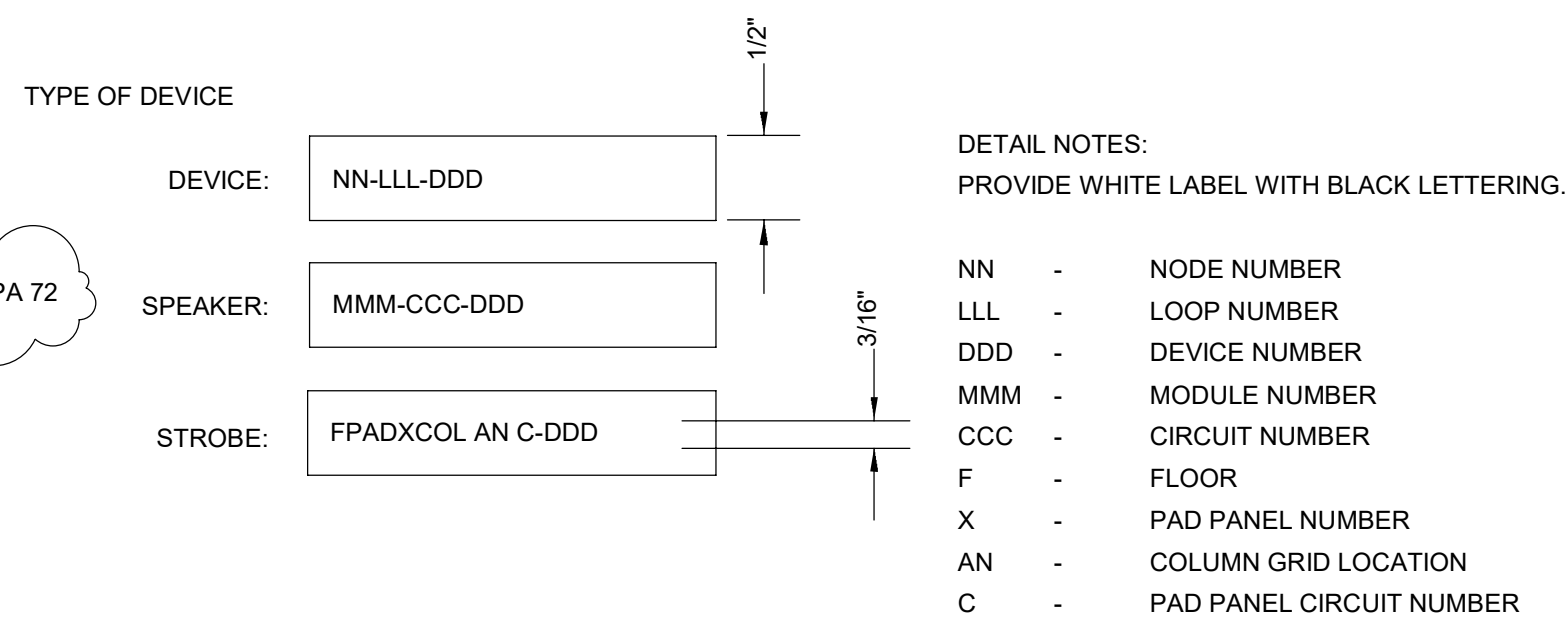 TYPE OF DEVICE
DEVICE: NN-LLL-DDD
1/2"
72
SPEAKER: MMM-CCC-DDD
STROBE: FPADXCOL AN C-DDD
3/16"
DETAIL NOTES:
PROVIDE WHITE LABEL WITH BLACK LETTERING.
NN - NODE NUMBER
LLL - LOOP NUMBER
DDD - DEVICE NUMBER
MMM - MODULE NUMBER
CCC - CIRCUIT NUMBER
F - FLOOR
X - PAD PANEL NUMBER
AN - COLUMN GRID LOCATION
C - PAD PANEL CIRCUIT NUMBER